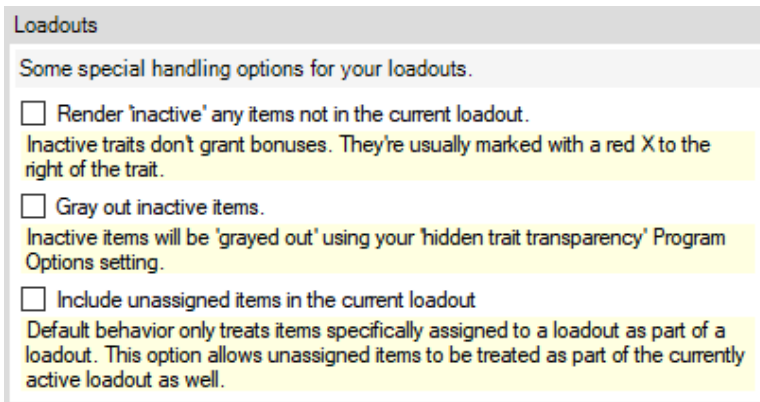 Loadouts
Some special handling options for your loadouts.
Render 'inactive' any items not in the current loadout.
Inactive traits don't grant bonuses. They're usually marked with a red X to the
right of the trait.
Gray out inactive items.
Inactive items will be 'grayed out' using your 'hidden trait transparency' Program
Options setting.
Include unassigned items in the current loadout
Default behavior only treats items specifically assigned to a loadout as part of a
loadout. This option allows unassigned items to be treated as part of the currently
active loadout as well.